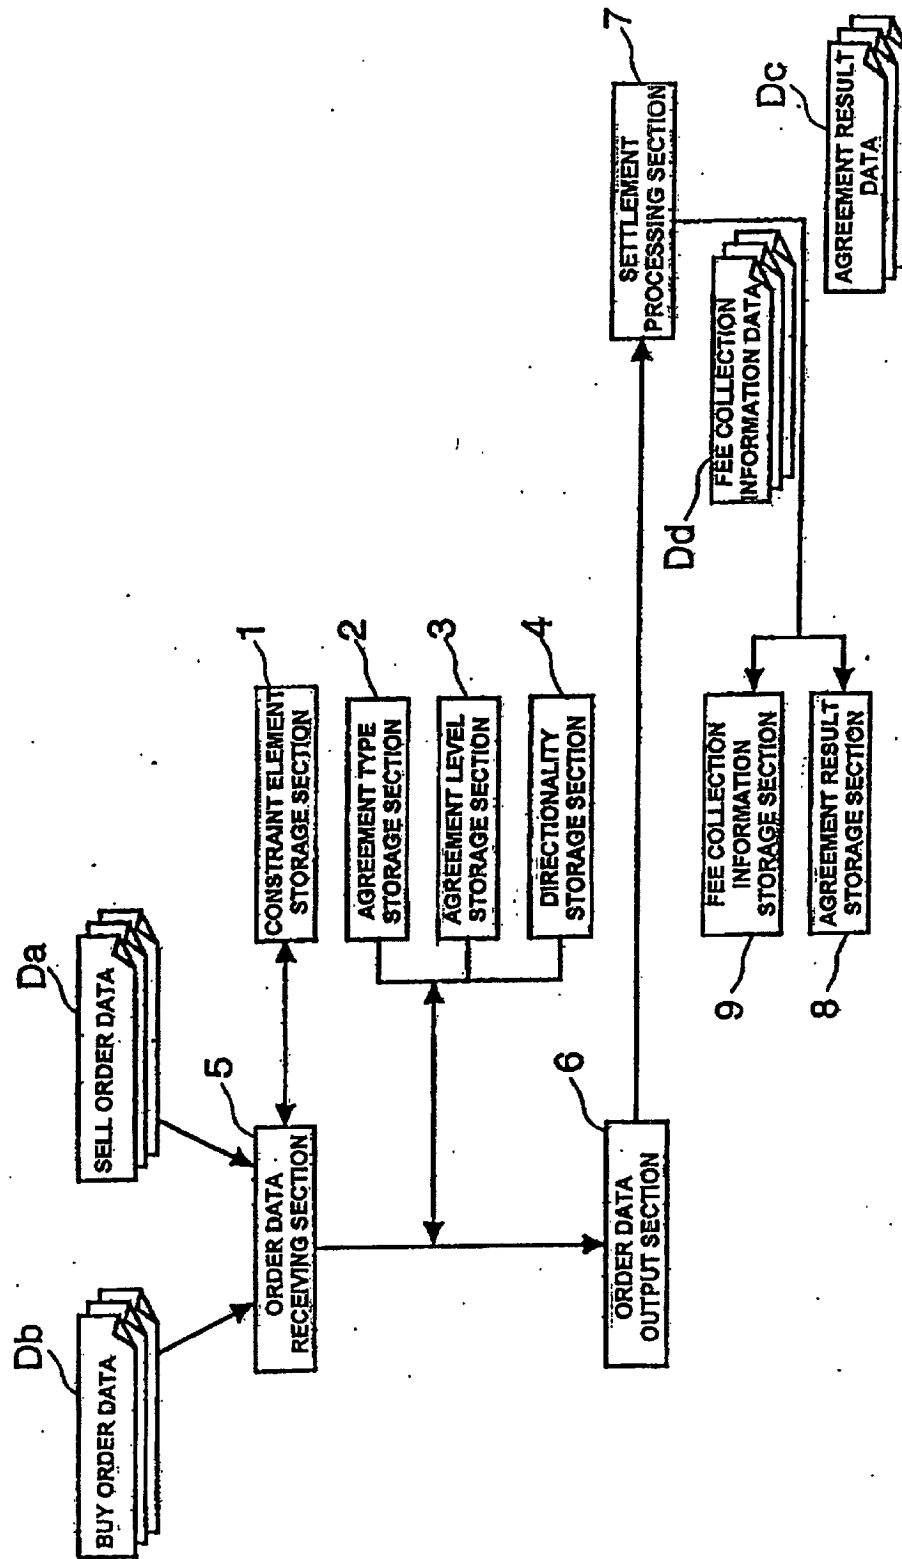 Db
BUY ORDER DATA
Da
SELL ORDER DATA
5
ORDER DATA
RECEIVING SECTION
1
CONSTRAINT ELEMENT
STORAGE SECTION
2
AGREEMENT TYPE
STORAGE SECTION
3
AGREEMENT LEVEL
STORAGE SECTION
4
DIRECTIONALITY
STORAGE SECTION
6
ORDER DATA
OUTPUT SECTION
7
SETTLEMENT
PROCESSING SECTION
Dd
FEE COLLECTION
INFORMATION DATA
Dc
AGREEMENT RESULT
DATA
9
FEE COLLECTION
INFORMATION
STORAGE SECTION
8
AGREEMENT RESULT
STORAGE SECTION